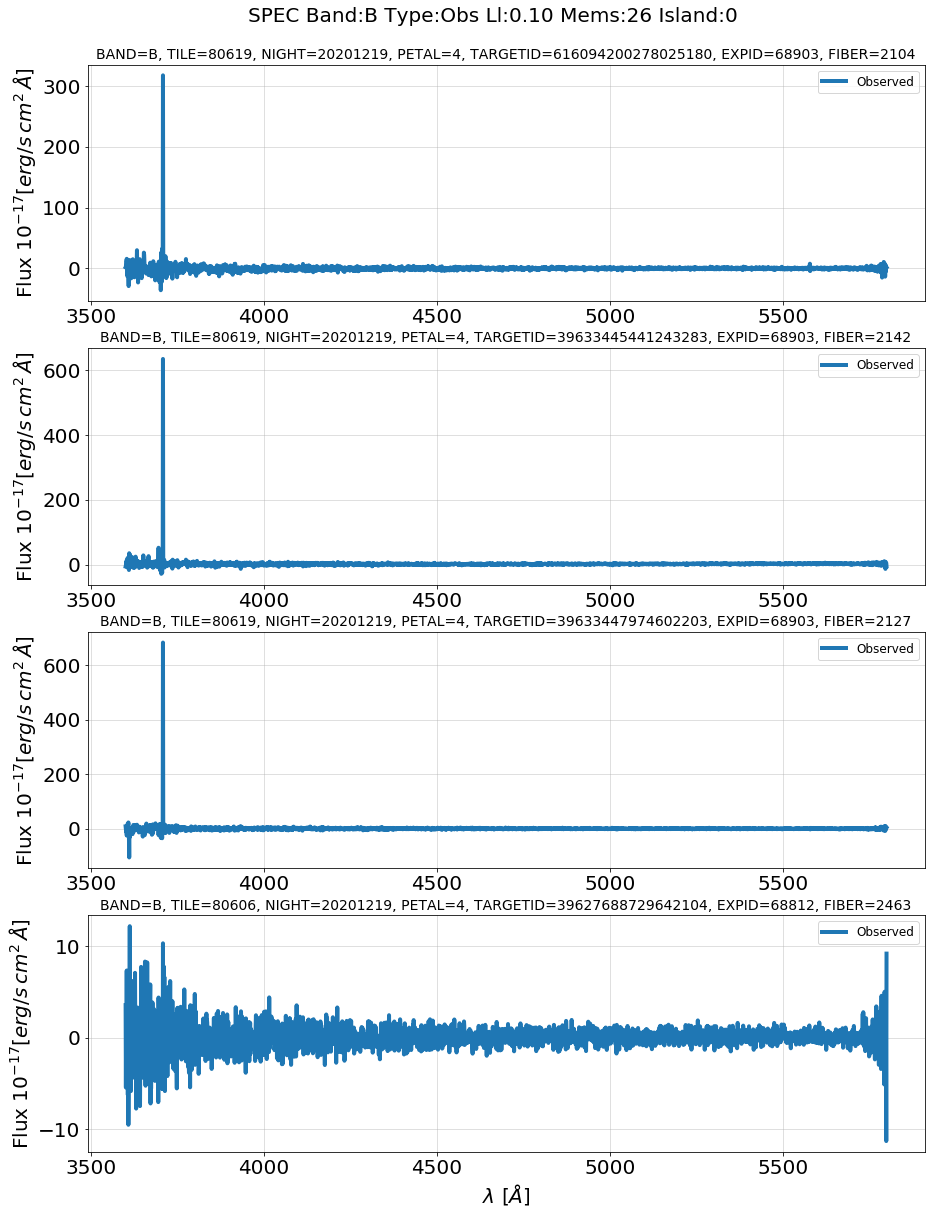 SPEC Band:B Type:Obs Ll:0.10 Mems:26 Island:0
BAND=B, TILE=80619, NIGHT=20201219, PETAL=4, TARGETID=616094200278025180, EXPID=68903, FIBER=2104
Flux 10^{-17}[erg/s cm^2 Å]
300
200
100
0
Observed
3500 4000 4500 5000 5500
BAND=B, TILE=80619, NIGHT=20201219, PETAL=4, TARGETID=39633445441243283, EXPID=68903, FIBER=2142
Flux 10^{-17}[erg/s cm^2 Å]
600
400
200
0
Observed
3500 4000 4500 5000 5500
BAND=B, TILE=80619, NIGHT=20201219, PETAL=4, TARGETID=39633447974602203, EXPID=68903, FIBER=2127
Flux 10^{-17}[erg/s cm^2 Å]
600
400
200
0
Observed
3500 4000 4500 5000 5500
BAND=B, TILE=80606, NIGHT=20201219, PETAL=4, TARGETID=39627688729642104, EXPID=68812, FIBER=2463
Flux 10^{-17}[erg/s cm^2 Å]
10
0
−10
Observed
3500 4000 4500 5000 5500
λ [Å]